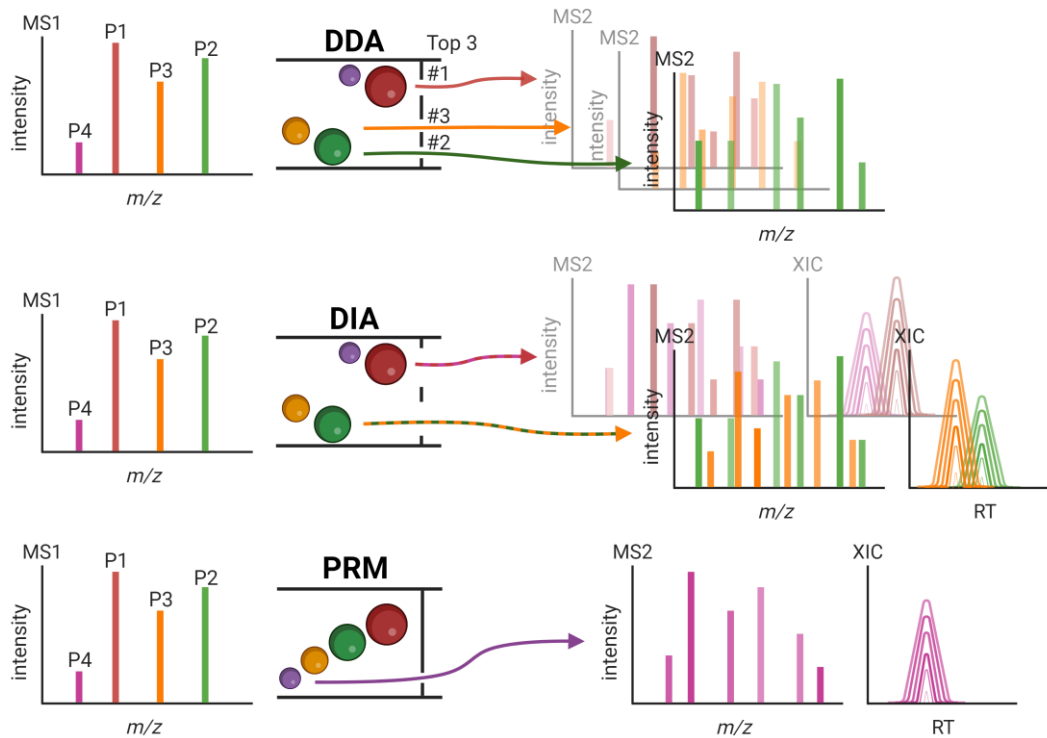 MS1
P1
P2
P3
P4
intensity
m/z
DDA
Top 3
#1
#3
#2
MS2
intensity
MS2
ntensity
MS2
intensity
m/z
MS1
P1
P2
P3
P4
intensity
m/z
DIA
MS2
intensity
MS2
intensity
m/z
XIC
XIC
RT
MS1
P1
P2
P3
P4
intensity
m/z
PRM
MS2
intensity
m/z
XIC
RT